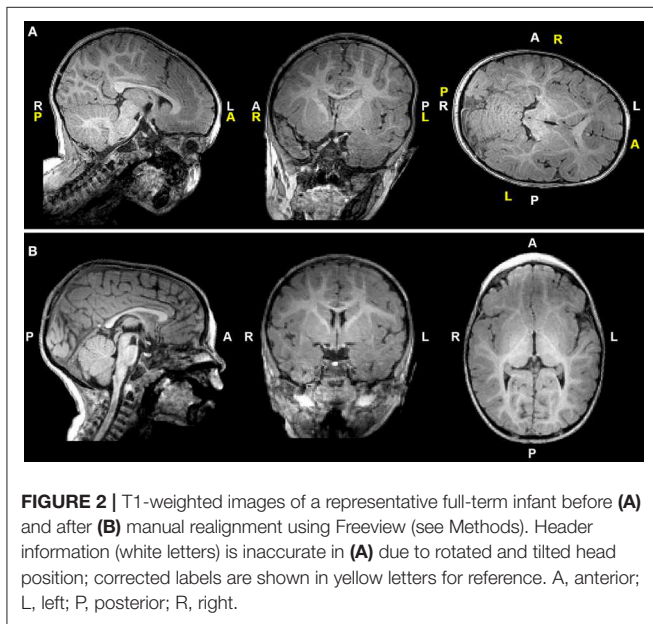 A
A R
P
R L A R P R L
P A R L
A
L P
B
A
P A R L R L
P
FIGURE 2 | T1-weighted images of a representative full-term infant before (A)
and after (B) manual realignment using Freeview (see Methods). Header
information (white letters) is inaccurate in (A) due to rotated and tilted head
position; corrected labels are shown in yellow letters for reference. A, anterior;
L, left; P, posterior; R, right.